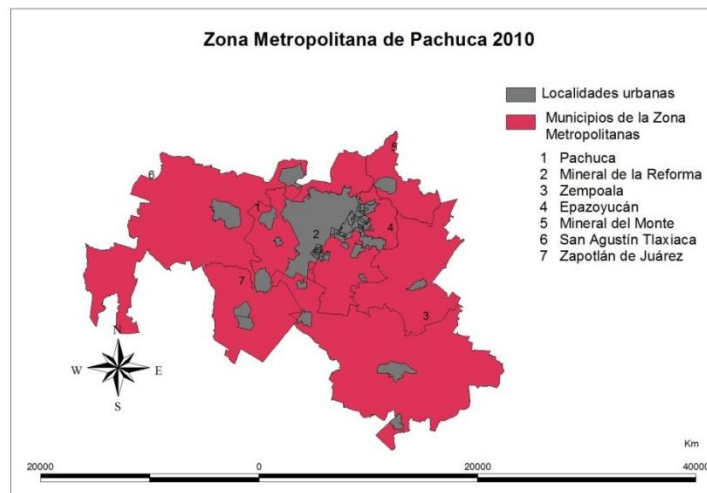 Zona Metropolitana de Pachuca 2010
Localidades urbanas
Municipios de la Zona
Metropolitanas
1 Pachuca
2 Mineral de la Reforma
3 Zempoala
4 Epazoyucán
5 Mineral del Monte
6 San Agustín Tlaxiaca
7 Zapotlán de Juárez
5
6
1
2
4
7
3
N
W E
S
Km
20000 0 20000 40000